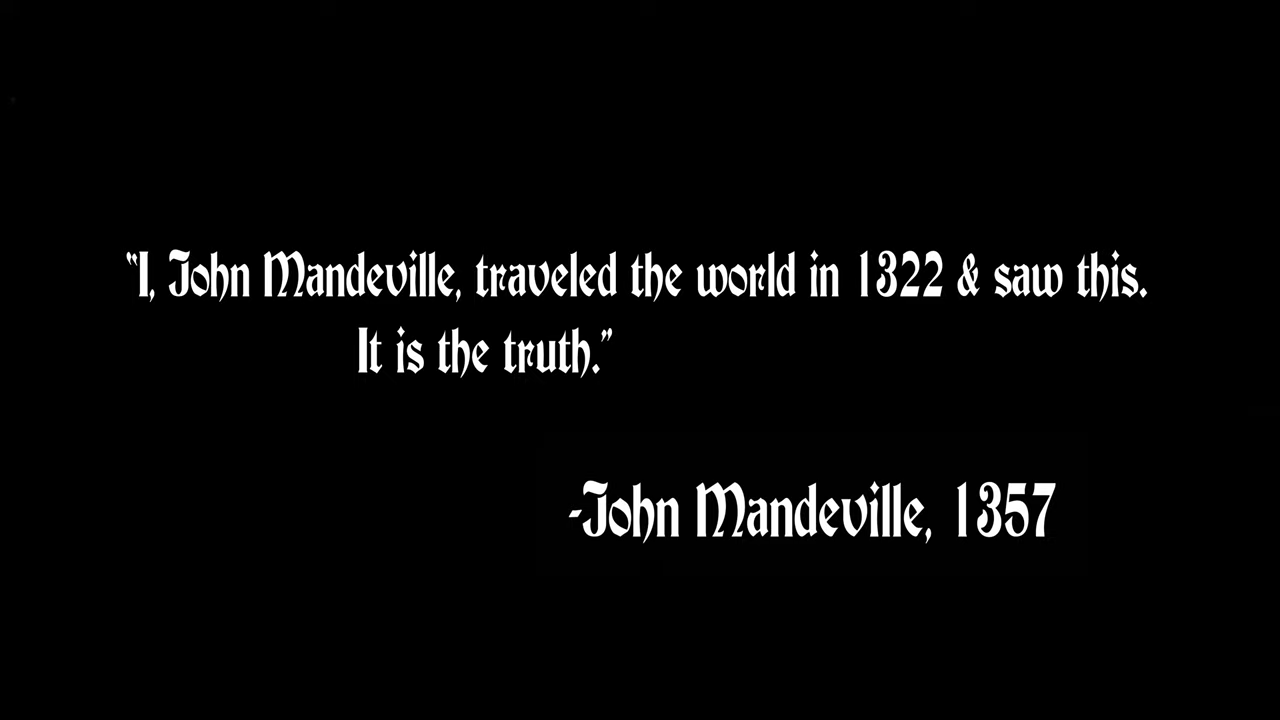 "I, John Mandeville, traveled the world in 1322 & saw this.
It is the truth."
-John Mandeville, 1357